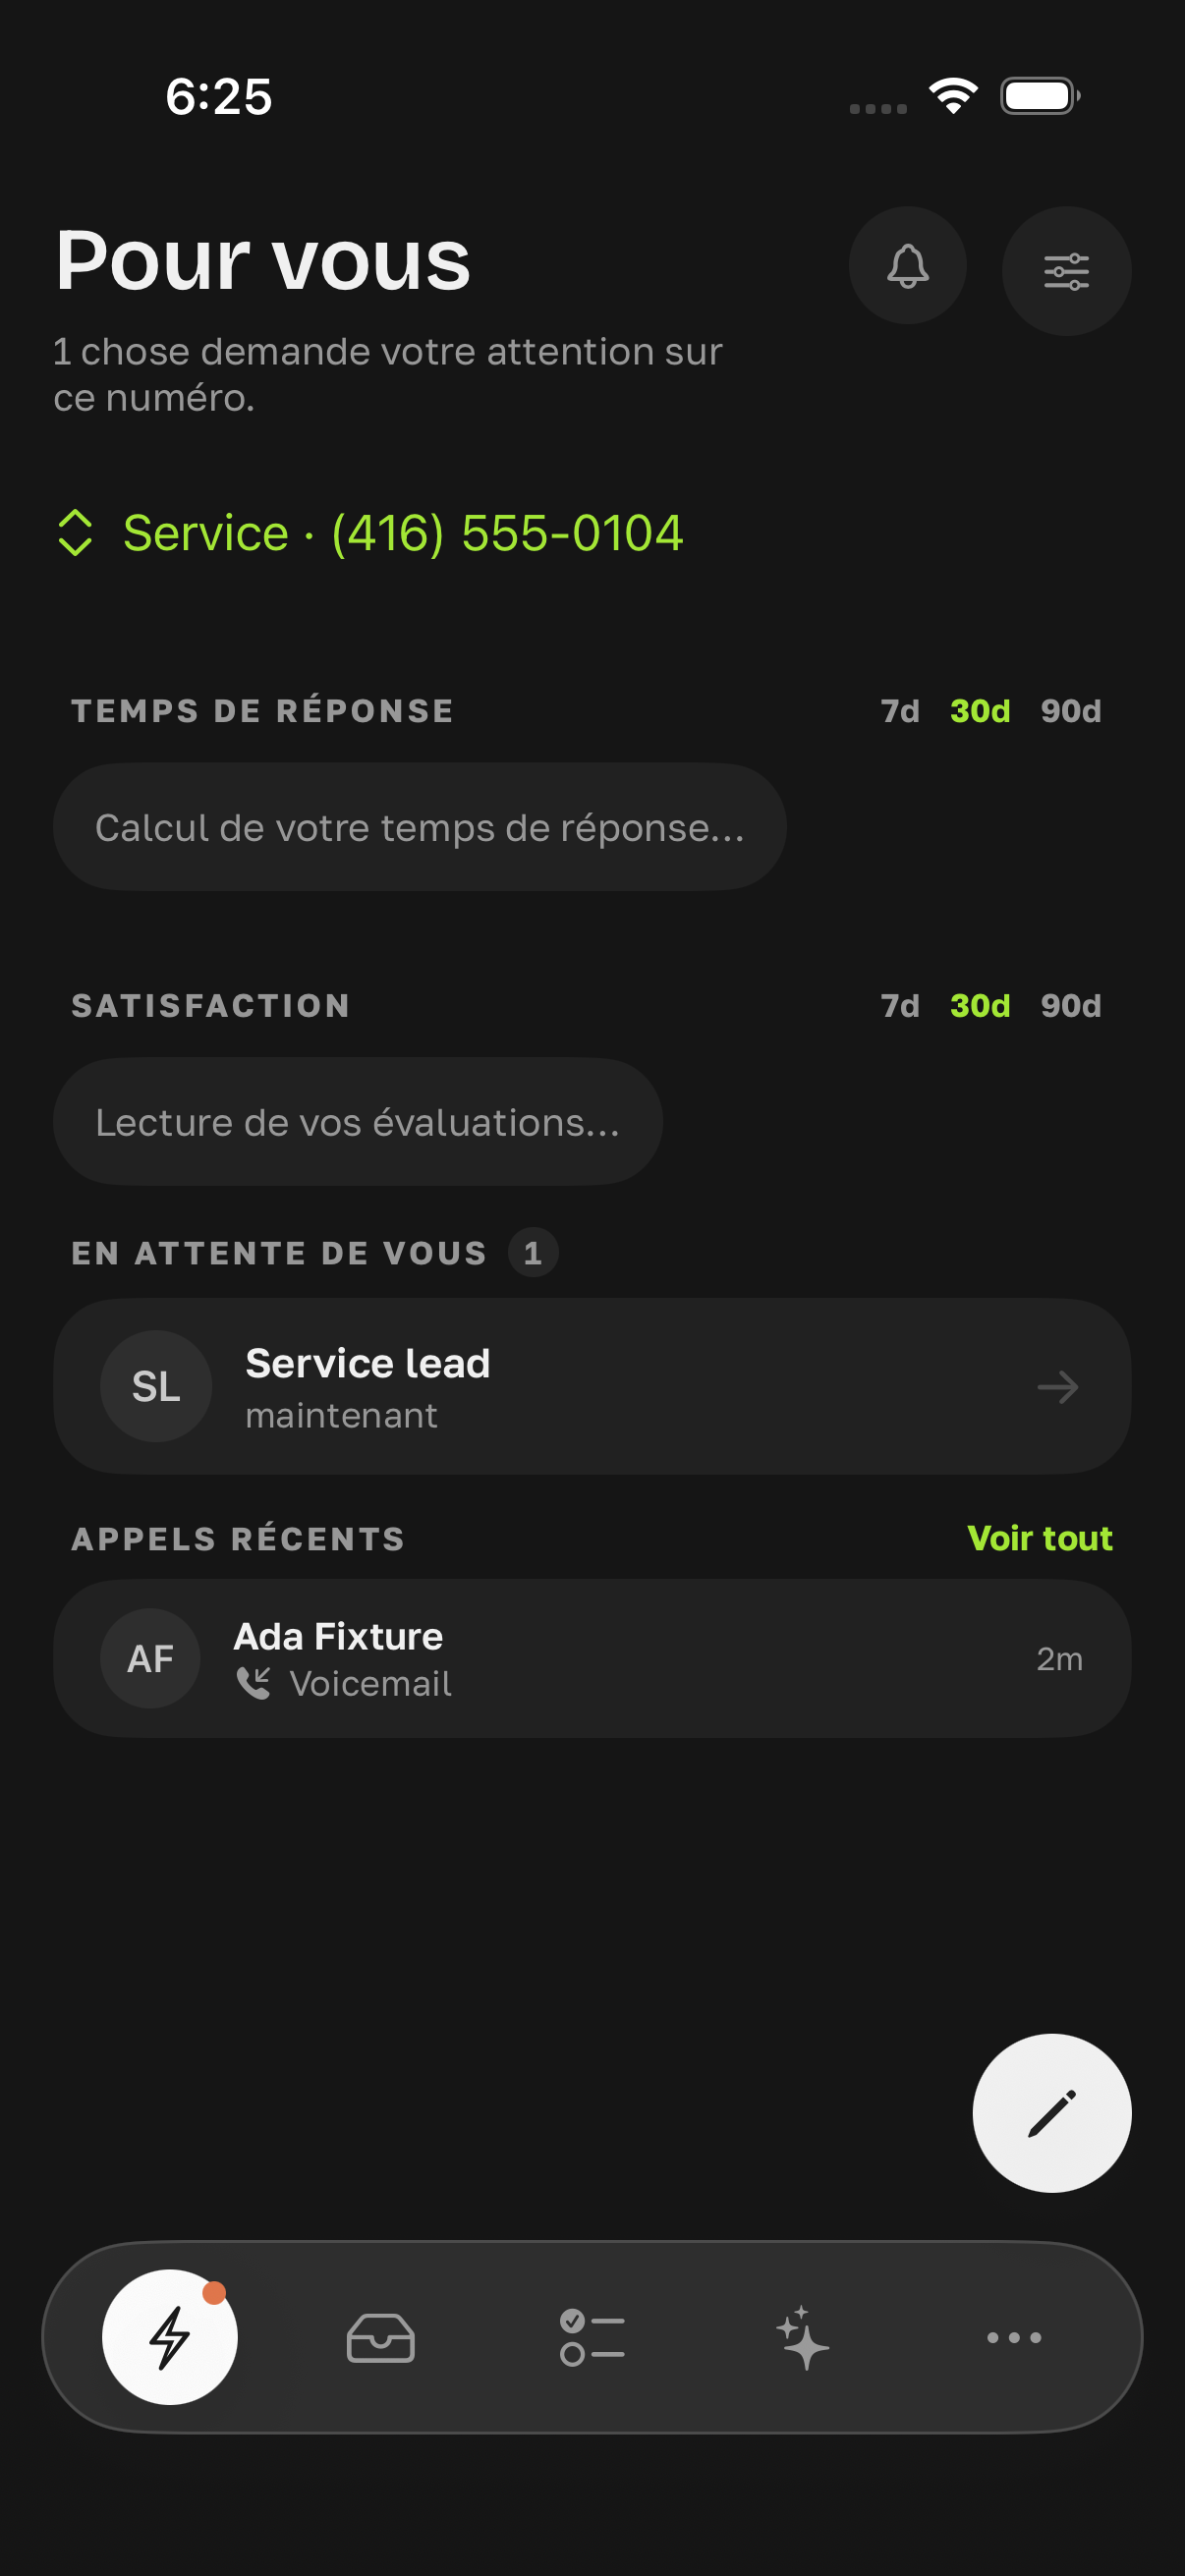 6:25
Pour vous
1 chose demande votre attention sur
ce numéro.
Service · (416) 555-0104
TEMPS DE RÉPONSE 7d 30d 90d
Calcul de votre temps de réponse...
SATISFACTION 7d 30d 90d
Lecture de vos évaluations...
EN ATTENTE DE VOUS 1
SL Service lead
maintenant
APPELS RÉCENTS Voir tout
AF Ada Fixture
Voicemail 2m